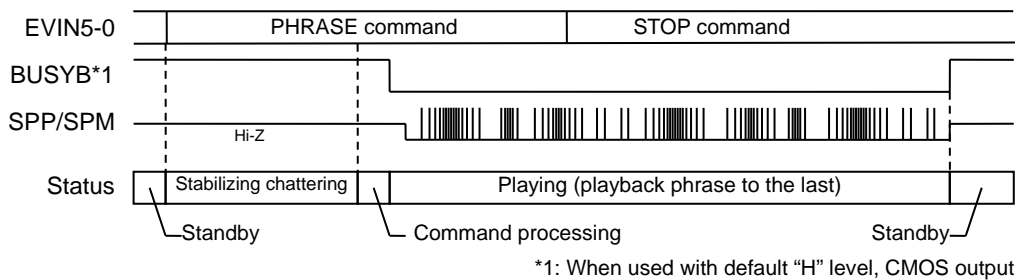 EVIN5-0 PHRASE command STOP command
BUSYB*1
SPP/SPM
Hi-Z
Status Stabilizing chattering Playing (playback phrase to the last)
Standby Command processing Standby
*1: When used with default “H” level, CMOS output